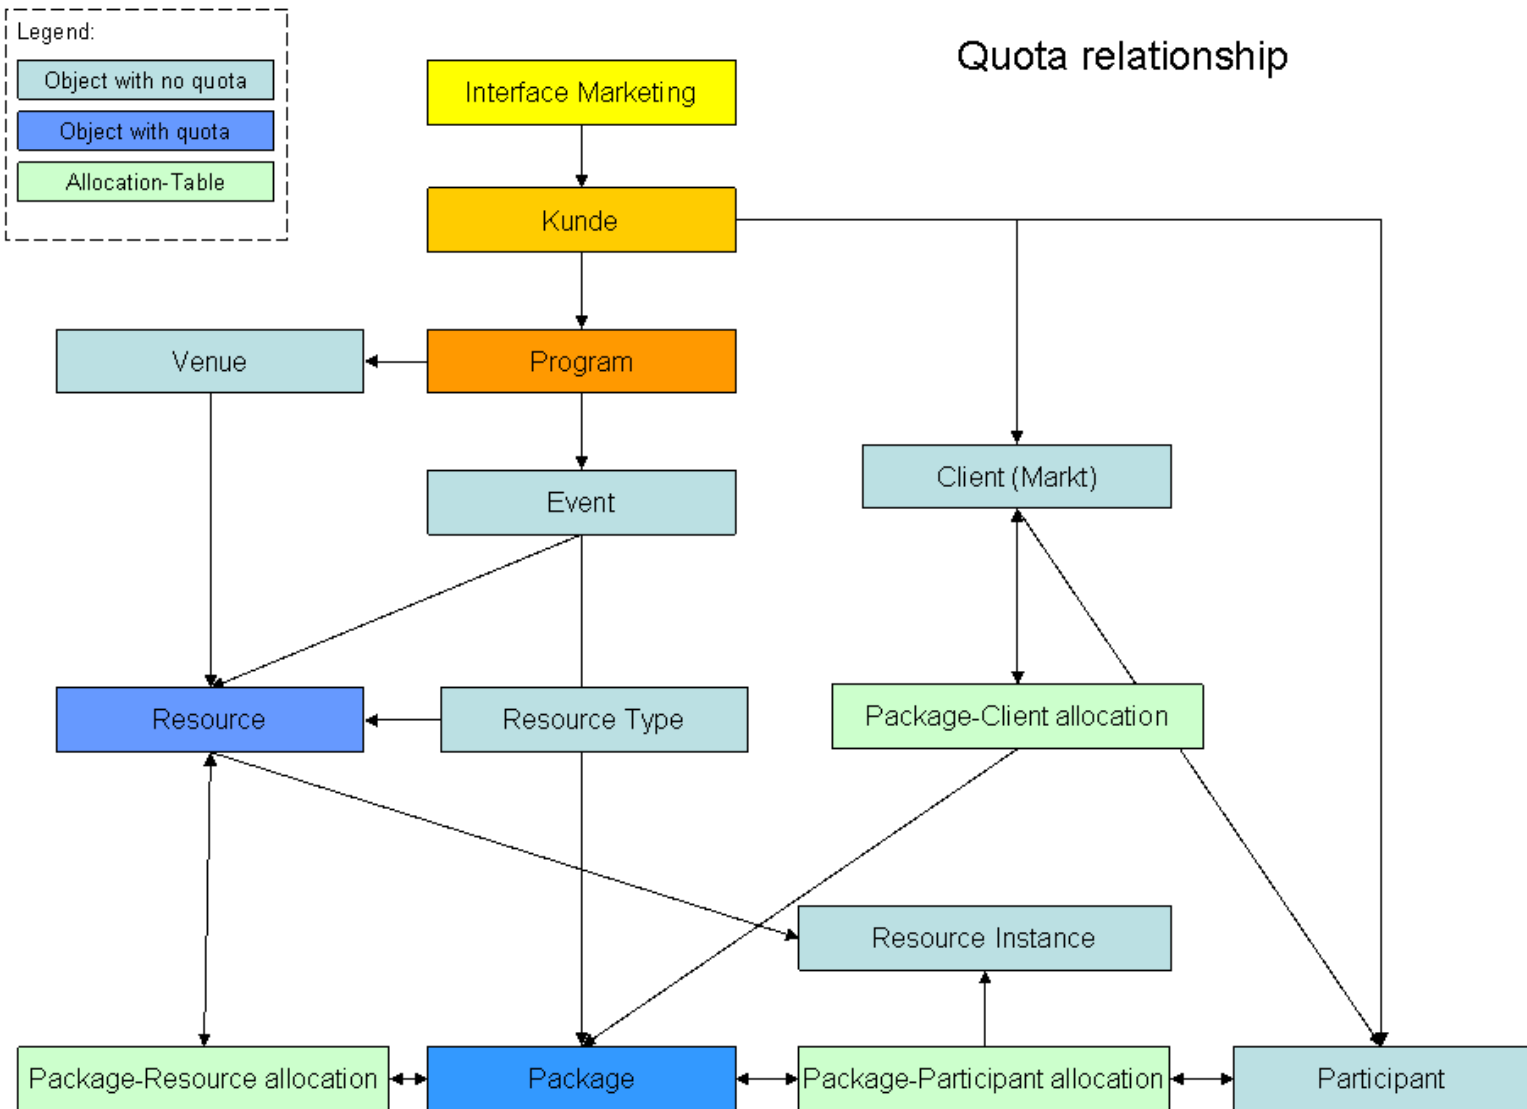 Legend:
Object with no quota
Object with quota
Allocation-Table
Quota relationship
Interface Marketing
Kunde
Venue
Program
Event
Client (Markt)
Resource
Resource Type
Package-Client allocation
Resource Instance
Package-Resource allocation
Package
Package-Participant allocation
Participant